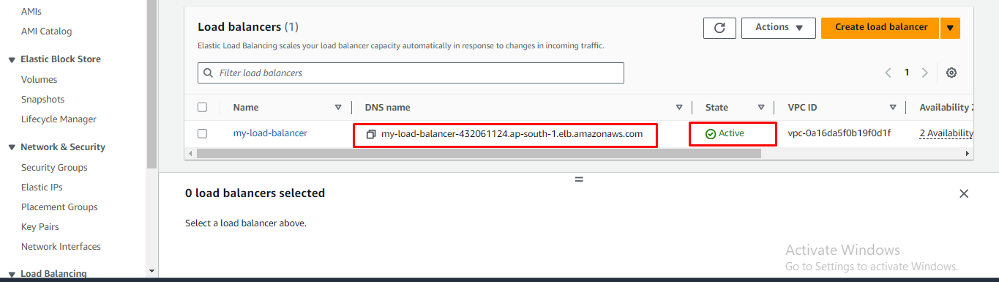 AMIs
AMI Catalog
Elastic Block Store
Volumes
Snapshots
Lifecycle Manager
Network & Security
Security Groups
Elastic IPs
Placement Groups
Key Pairs
Network Interfaces
Load Balancing
Load balancers (1)
Actions
Create load balancer
Elastic Load Balancing scales your load balancer capacity automatically in response to changes in incoming traffic.
Filter load balancers
1
Name DNS name State VPC ID Availability Z
my-load-balancer my-load-balancer-432061124.ap-south-1.elb.amazonaws.com Active vpc-0a16da5f0b19f0d1f 2 Availability
0 load balancers selected
Select a load balancer above.
Activate Windows
Go to Settings to activate Windows.